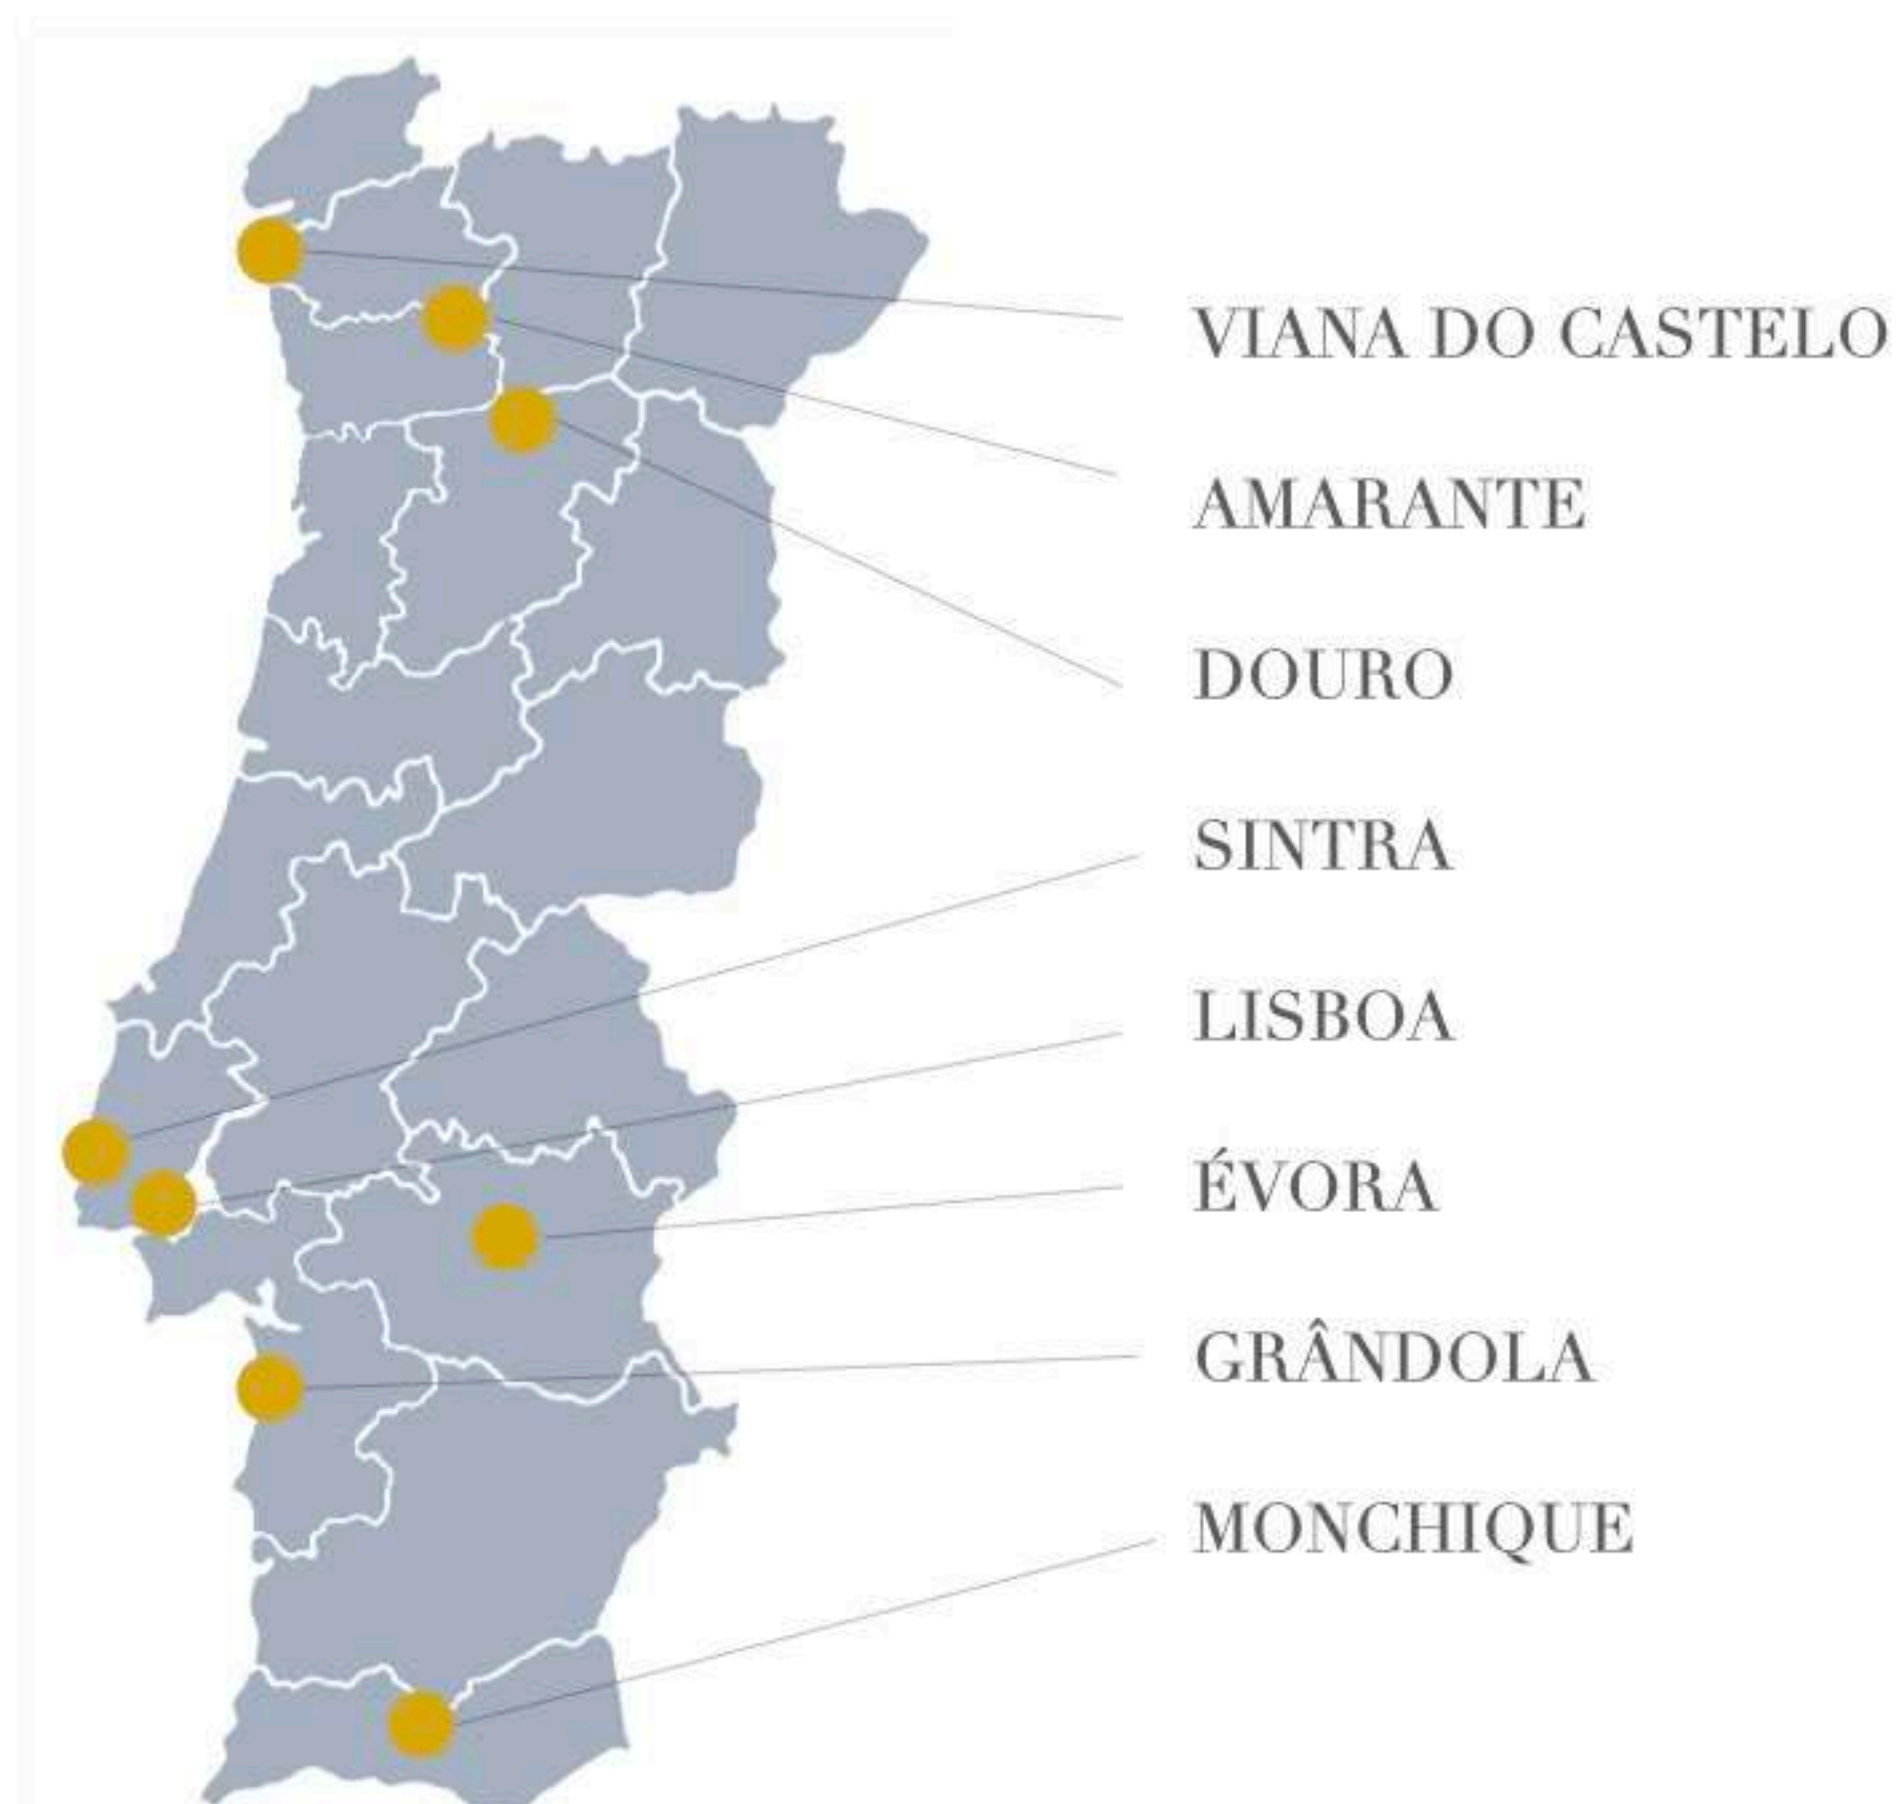 VIANA DO CASTELO
AMARANTE
DOURO
SINTRA
LISBOA
ÉVORA
GRÂNDOLA
MONCHIQUE